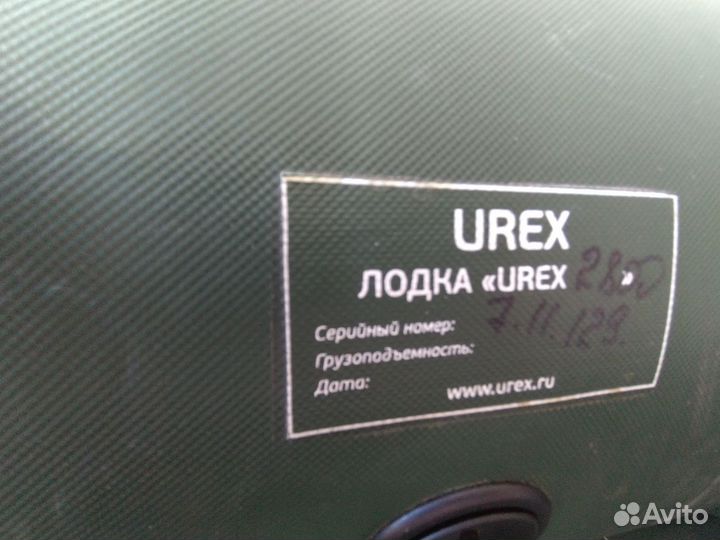 UREX
ЛОДКА «UREX 2800»
Серийный номер: 7.11.129.
Грузоподъемность:
Дата:
www.urex.ru
Avito